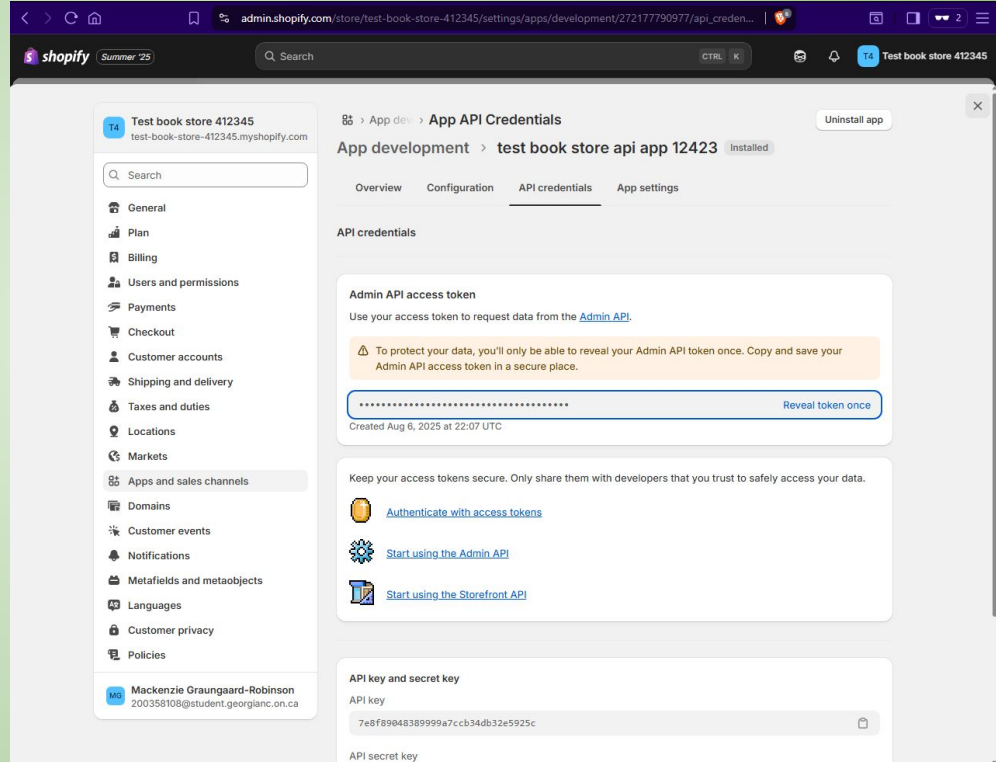 admin.shopify.com/store/test-book-store-412345/settings/apps/development/272177790977/api_creden...
2
shopify
Summer '25
Search
CTRL K
T4
Test book store 412345
T4
Test book store 412345
test-book-store-412345.myshopify.com
Search
General
Plan
Billing
Users and permissions
Payments
Checkout
Customer accounts
Shipping and delivery
Taxes and duties
Locations
Markets
Apps and sales channels
Domains
Customer events
Notifications
Metafields and metaobjects
Languages
Customer privacy
Policies
MG
Mackenzie Graungaard-Robinson
200358108@student.georgianc.on.ca
App dev › App API Credentials
Uninstall app
App development › test book store api app 12423 Installed
Overview Configuration API credentials App settings
API credentials
Admin API access token
Use your access token to request data from the Admin API.
To protect your data, you'll only be able to reveal your Admin API token once. Copy and save your
Admin API access token in a secure place.
••••••••••••••••••••••••••••••••••••••
Reveal token once
Created Aug 6, 2025 at 22:07 UTC
Keep your access tokens secure. Only share them with developers that you trust to safely access your data.
Authenticate with access tokens
Start using the Admin API
Start using the Storefront API
API key and secret key
API key
7e8f89048389999a7ccb34db32e5925c
API secret key